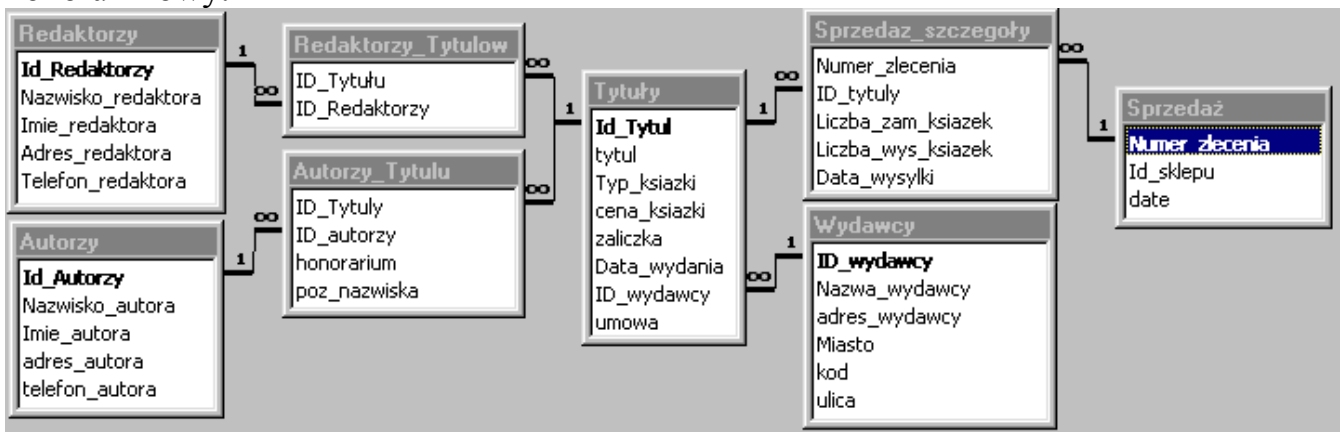 Redaktorzy
Id_Redaktorzy
Nazwisko_redaktora
Imie_redaktora
Adres_redaktora
Telefon_redaktora
1
∞
Redaktorzy_Tytulow
ID_Tytułu
ID_Redaktorzy
∞
Autorzy
Id_Autorzy
Nazwisko_autora
Imie_autora
adres_autora
telefon_autora
1
∞
Autorzy_Tytulu
ID_Tytuly
ID_autorzy
honorarium
poz_nazwiska
∞
1
Tytuły
Id_Tytul
tytul
Typ_ksiazki
cena_ksiazki
zaliczka
Data_wydania
ID_wydawcy
umowa
1
∞
Sprzedaz_szczegoły
Numer_zlecenia
ID_tytuly
Liczba_zam_ksiazek
Liczba_wys_ksiazek
Data_wysylki
∞
1
Sprzedaż
Numer_zlecenia
Id_sklepu
date
∞
1
Wydawcy
ID_wydawcy
Nazwa_wydawcy
adres_wydawcy
Miasto
kod
ulica